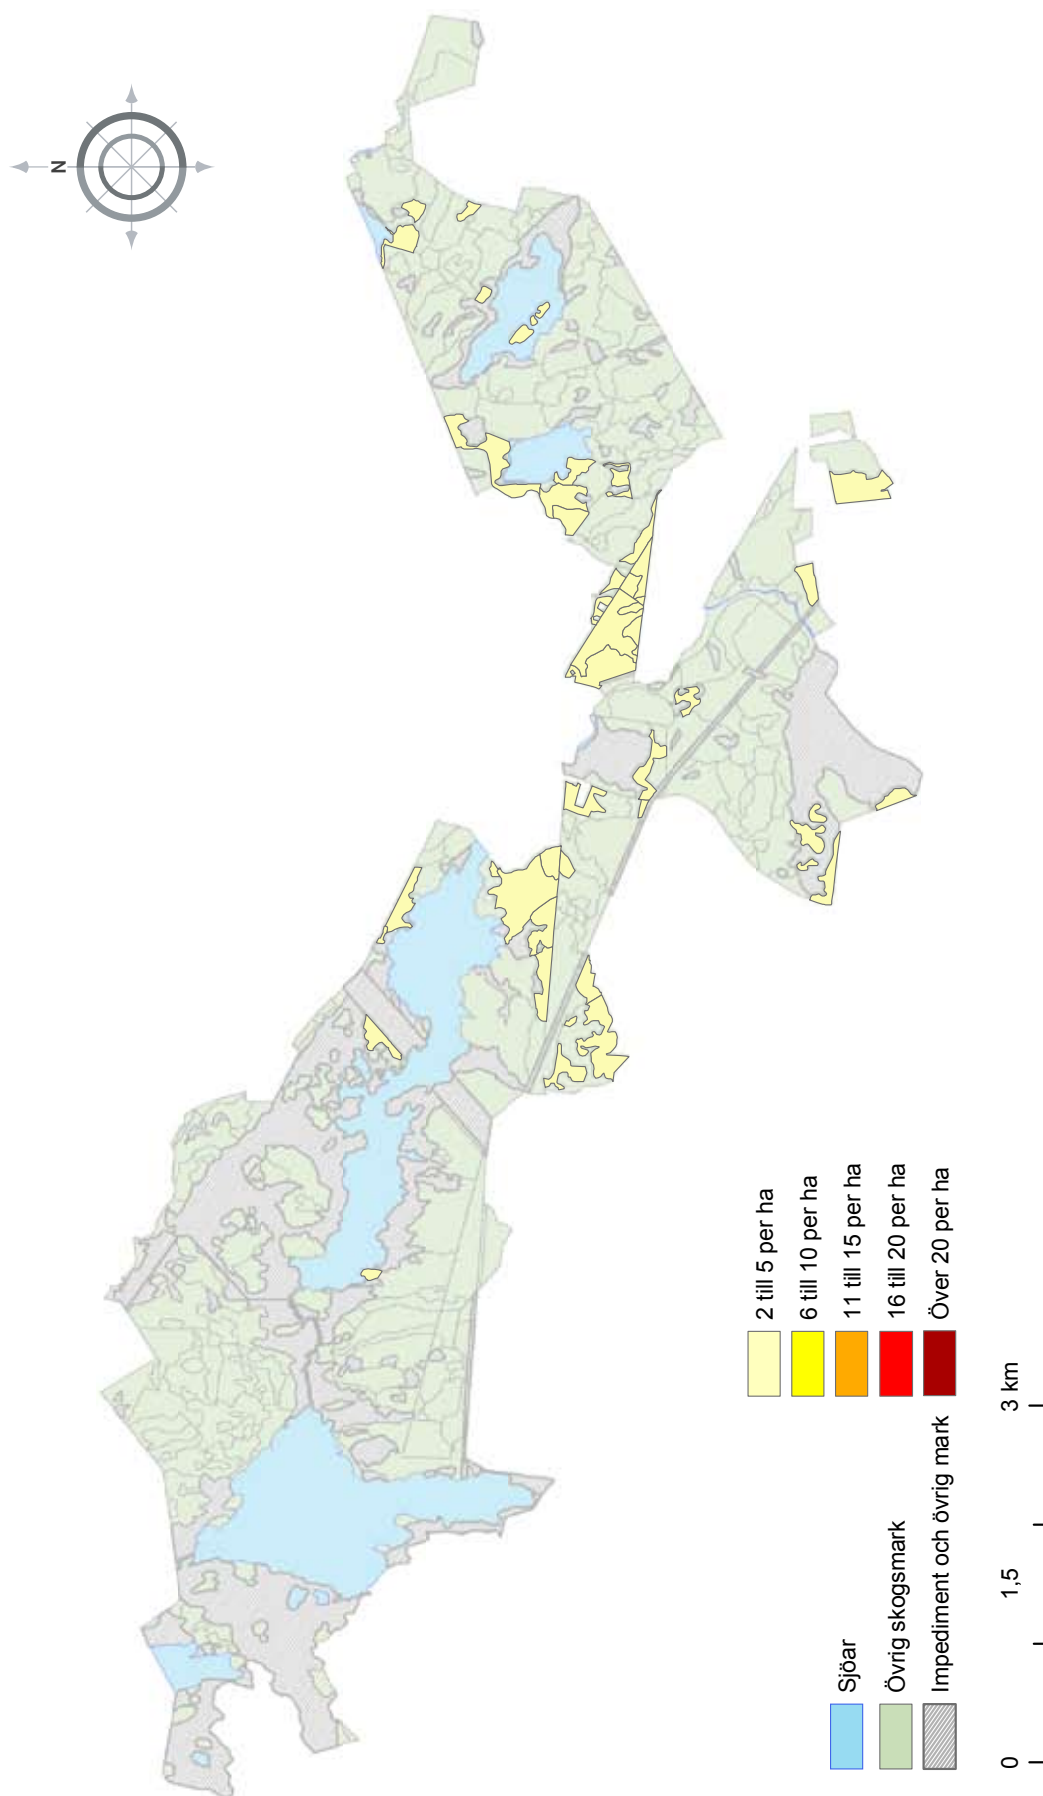 N
2 till 5 per ha
6 till 10 per ha
11 till 15 per ha
16 till 20 per ha
Över 20 per ha
Sjöar
Övrig skogsmark
Impediment och övrig mark
0
1,5
3 km